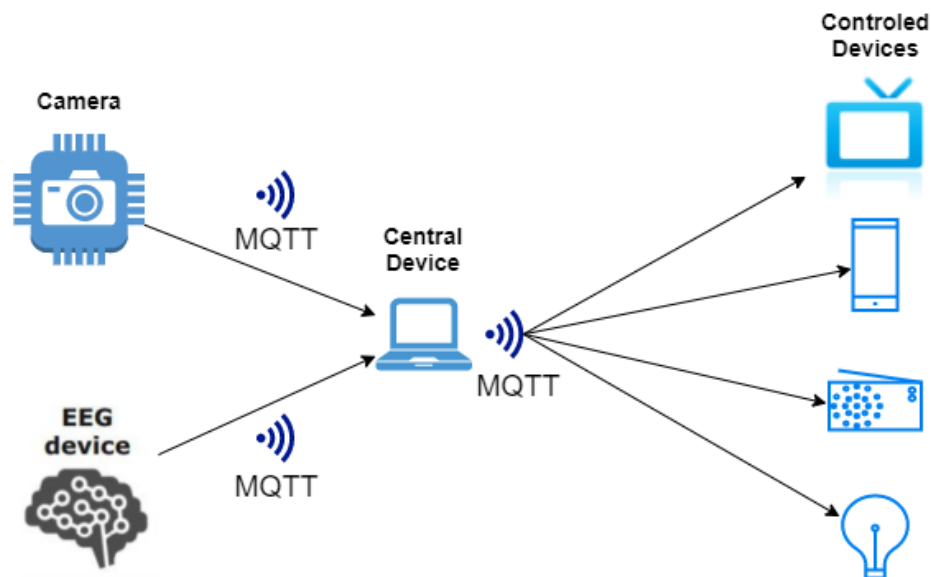 Controled
Devices
Camera
MQTT
Central
Device
MQTT
EEG
device
MQTT